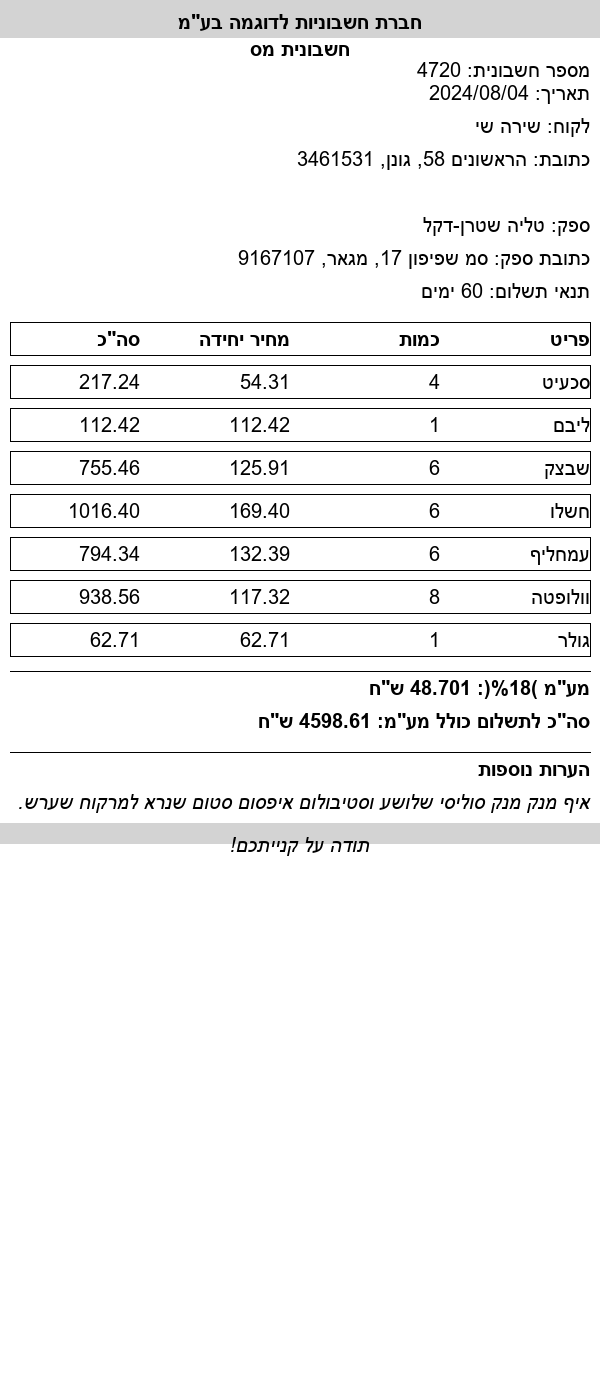 חברת חשבוניות לדוגמה בע"מ
חשבונית מס
מספר חשבונית: 4720
תאריך: 2024/08/04
לקוח: שירה שי
כתובת: הראשונים 58, גונן, 3461531
ספק: טליה שטרן-דקל
כתובת ספק: סמ שפיפון 17, מגאר, 9167107
תנאי תשלום: 60 ימים
פריט כמות מחיר יחידה סה"כ
סכעיט 4 54.31 217.24
ליבם 1 112.42 112.42
שבצק 6 125.91 755.46
חשלו 6 169.40 1016.40
עמחליף 6 132.39 794.34
וולופטה 8 117.32 938.56
גולר 1 62.71 62.71
מע"מ )18%(: 48.701 ש"ח
סה"כ לתשלום כולל מע"מ: 4598.61 ש"ח
הערות נוספות
איף מנק מנק סוליסי שלושע וסטיבולום איפסום סטום שנרא למרקוח שערש.
תודה על קנייתכם!